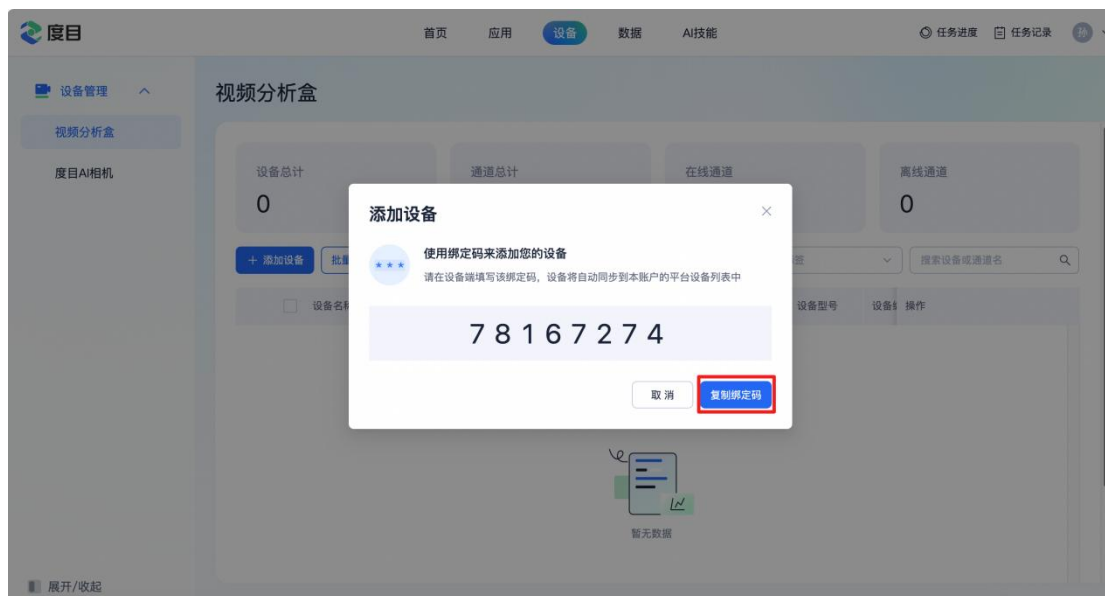 度目
首页 应用 设备 数据 AI技能
任务进度 任务记录 孙
设备管理
视频分析盒
度目AI相机
视频分析盒
设备总计 通道总计 在线通道 离线通道
0 0
添加设备
使用绑定码来添加您的设备
请在设备端填写该绑定码，设备将自动同步到本账户的平台设备列表中
78167274
取消 复制绑定码
+ 添加设备 搜索设备或通道名
设备型号 操作
暂无数据
展开/收起